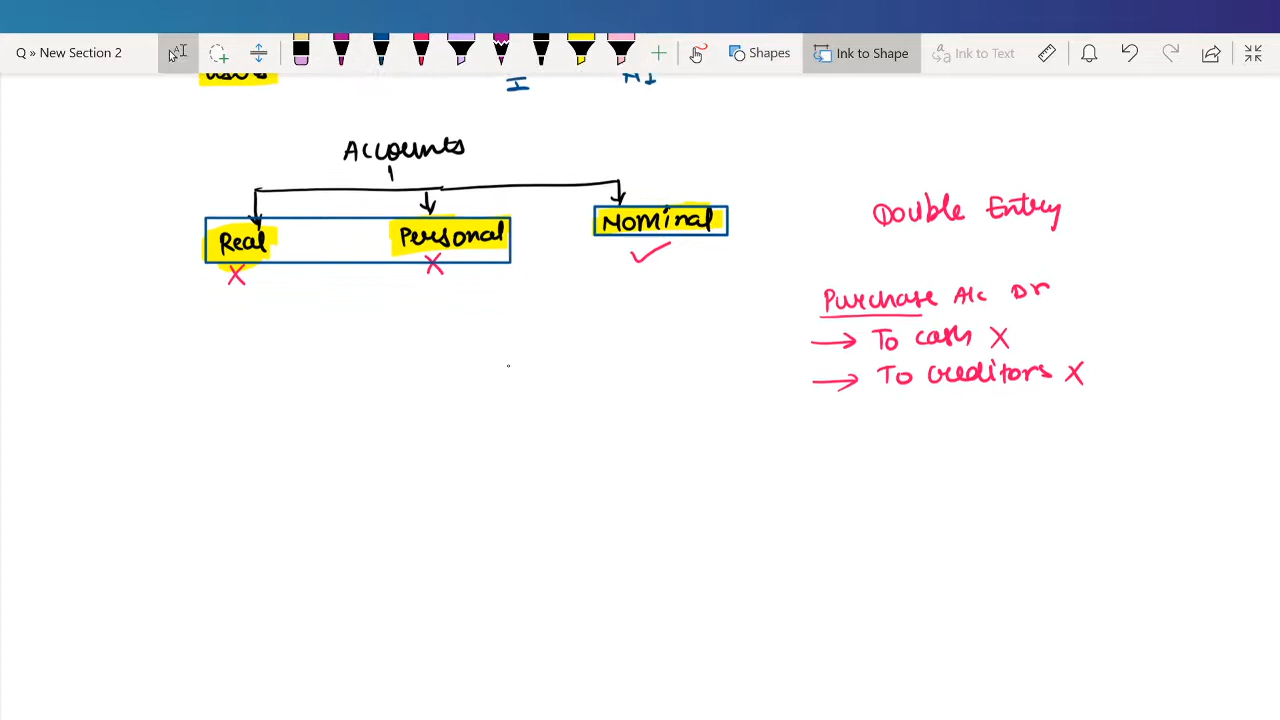 Q » New Section 2
Shapes
Ink to Shape
Ink to Text
I
Accounts
Real
Personal
Nominal
X
X
Double Entry
Purchase A/c Dr
→ To cash X
→ To creditors X